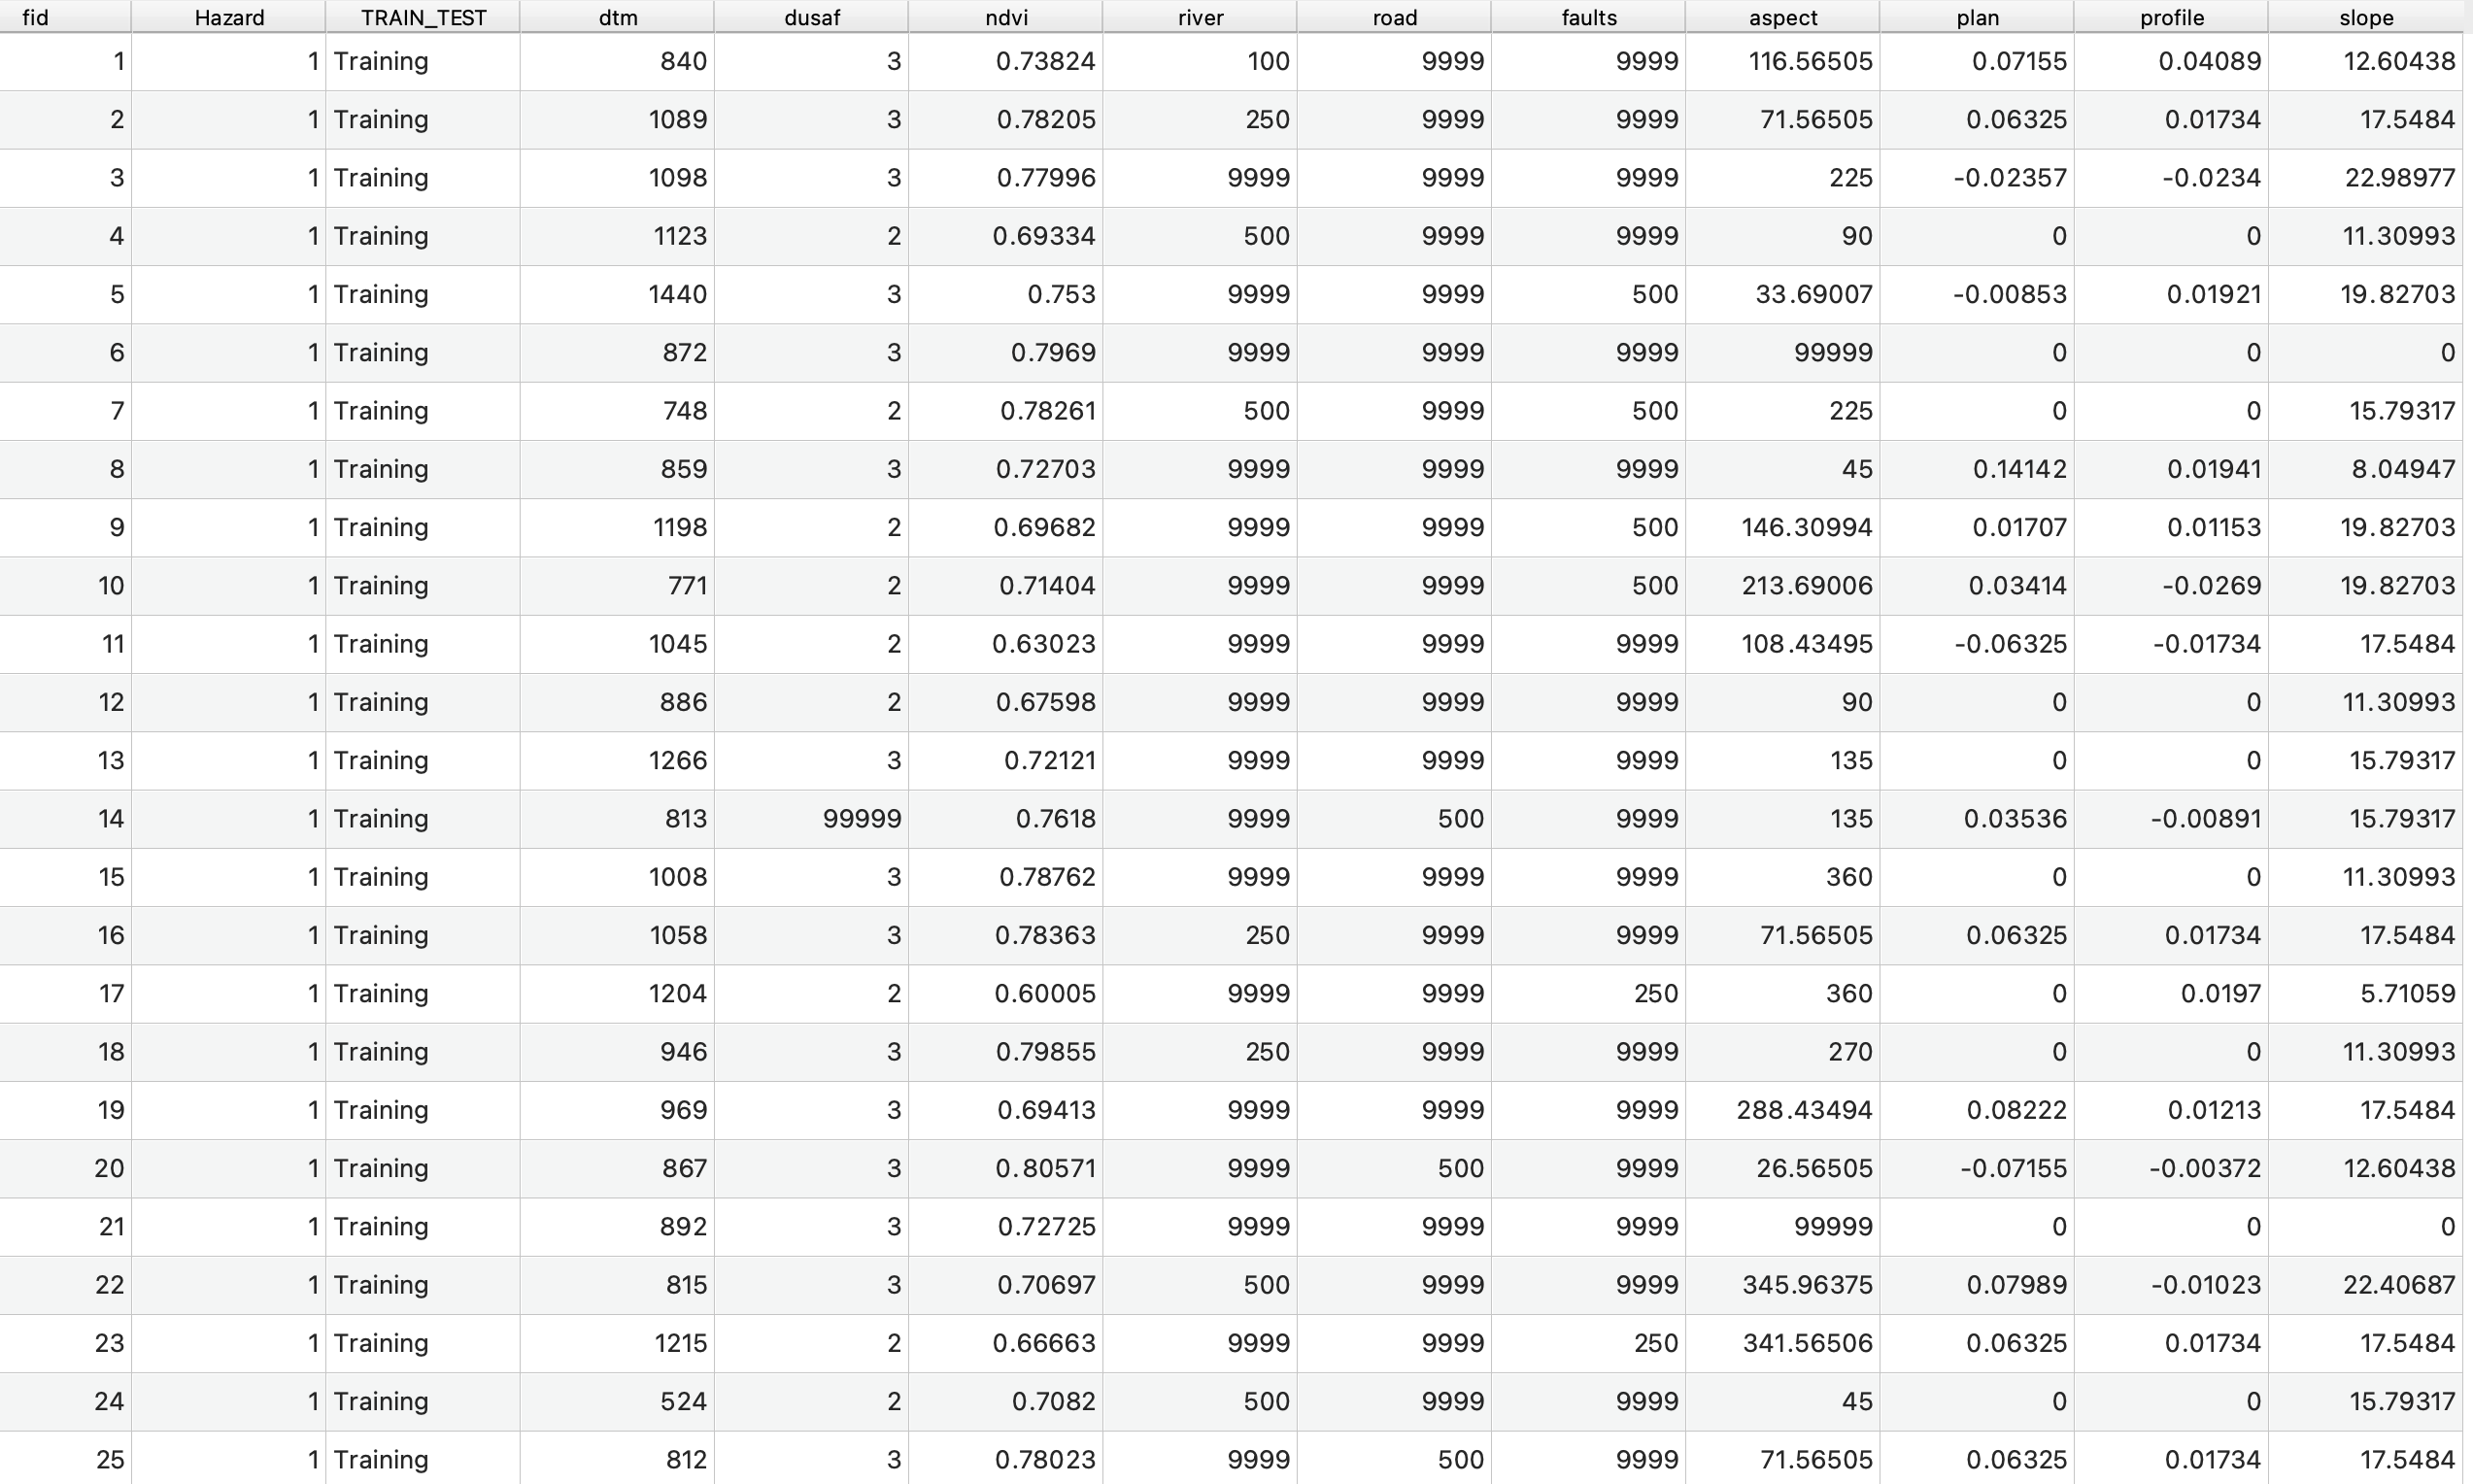 fid Hazard TRAIN_TEST dtm dusaf ndvi river road faults aspect plan profile slope
1 1 Training 840 3 0.73824 100 9999 9999 116.56505 0.07155 0.04089 12.60438
2 1 Training 1089 3 0.78205 250 9999 9999 71.56505 0.06325 0.01734 17.5484
3 1 Training 1098 3 0.77996 9999 9999 9999 225 -0.02357 -0.0234 22.98977
4 1 Training 1123 2 0.69334 500 9999 9999 90 0 0 11.30993
5 1 Training 1440 3 0.753 9999 9999 500 33.69007 -0.00853 0.01921 19.82703
6 1 Training 872 3 0.7969 9999 9999 9999 99999 0 0 0
7 1 Training 748 2 0.78261 500 9999 500 225 0 0 15.79317
8 1 Training 859 3 0.72703 9999 9999 9999 45 0.14142 0.01941 8.04947
9 1 Training 1198 2 0.69682 9999 9999 500 146.30994 0.01707 0.01153 19.82703
10 1 Training 771 2 0.71404 9999 9999 500 213.69006 0.03414 -0.0269 19.82703
11 1 Training 1045 2 0.63023 9999 9999 9999 108.43495 -0.06325 -0.01734 17.5484
12 1 Training 886 2 0.67598 9999 9999 9999 90 0 0 11.30993
13 1 Training 1266 3 0.72121 9999 9999 9999 135 0 0 15.79317
14 1 Training 813 99999 0.7618 9999 500 9999 135 0.03536 -0.00891 15.79317
15 1 Training 1008 3 0.78762 9999 9999 9999 360 0 0 11.30993
16 1 Training 1058 3 0.78363 250 9999 9999 71.56505 0.06325 0.01734 17.5484
17 1 Training 1204 2 0.60005 9999 9999 250 360 0 0.0197 5.71059
18 1 Training 946 3 0.79855 250 9999 9999 270 0 0 11.30993
19 1 Training 969 3 0.69413 9999 9999 9999 288.43494 0.08222 0.01213 17.5484
20 1 Training 867 3 0.80571 9999 500 9999 26.56505 -0.07155 -0.00372 12.60438
21 1 Training 892 3 0.72725 9999 9999 9999 99999 0 0 0
22 1 Training 815 3 0.70697 500 9999 9999 345.96375 0.07989 -0.01023 22.40687
23 1 Training 1215 2 0.66663 9999 9999 250 341.56506 0.06325 0.01734 17.5484
24 1 Training 524 2 0.7082 500 9999 9999 45 0 0 15.79317
25 1 Training 812 3 0.78023 9999 500 9999 71.56505 0.06325 0.01734 17.5484